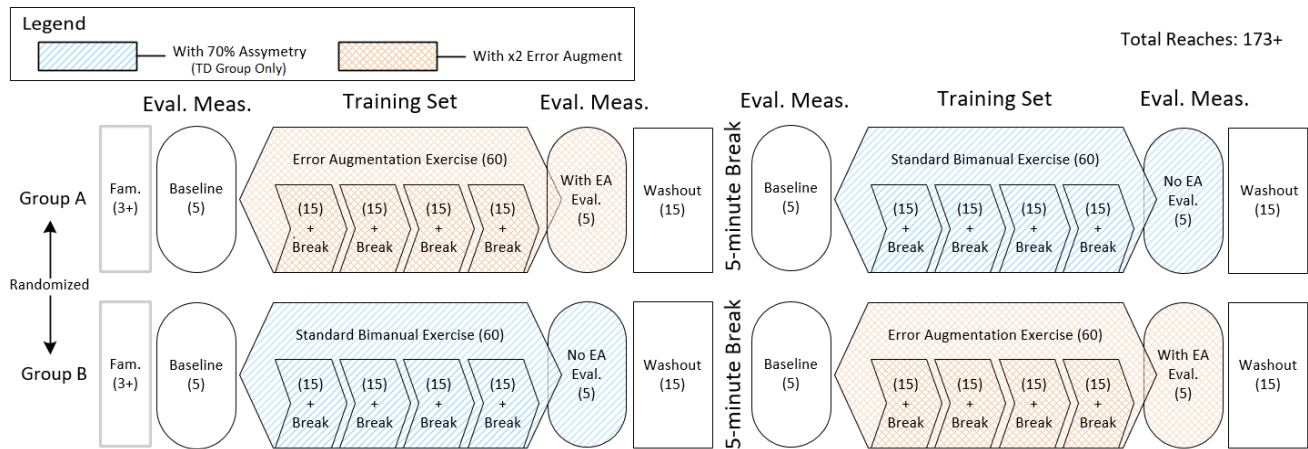 Legend
With 70% Assymetry
(TD Group Only)
With x2 Error Augment
Total Reaches: 173+
Eval. Meas.
Training Set
Eval. Meas.
Eval. Meas.
Training Set
Eval. Meas.
Group A
Fam.
(3+)
Baseline
(5)
Error Augmentation Exercise (60)
(15)
+
Break
(15)
+
Break
(15)
+
Break
(15)
+
Break
With EA
Eval.
(5)
Washout
(15)
5-minute Break
Baseline
(5)
Standard Bimanual Exercise (60)
(15)
+
Break
(15)
+
Break
(15)
+
Break
(15)
+
Break
No EA
Eval.
(5)
Washout
(15)
Randomized
Group B
Fam.
(3+)
Baseline
(5)
Standard Bimanual Exercise (60)
(15)
+
Break
(15)
+
Break
(15)
+
Break
(15)
+
Break
No EA
Eval.
(5)
Washout
(15)
5-minute Break
Baseline
(5)
Error Augmentation Exercise (60)
(15)
+
Break
(15)
+
Break
(15)
+
Break
(15)
+
Break
With EA
Eval.
(5)
Washout
(15)